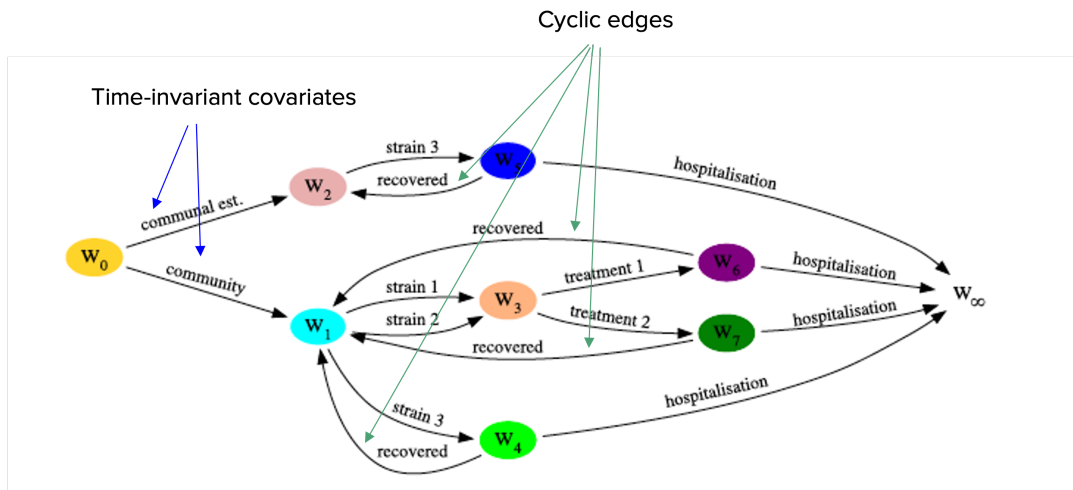 Cyclic edges
Time-invariant covariates
strain 3
w5
hospitalisation
recovered
w2
communal est.
recovered
w0
w6
hospitalisation
community
treatment 1
strain 1
w3
w∞
w1
strain 2
treatment 2
w7
hospitalisation
recovered
strain 3
hospitalisation
w4
recovered